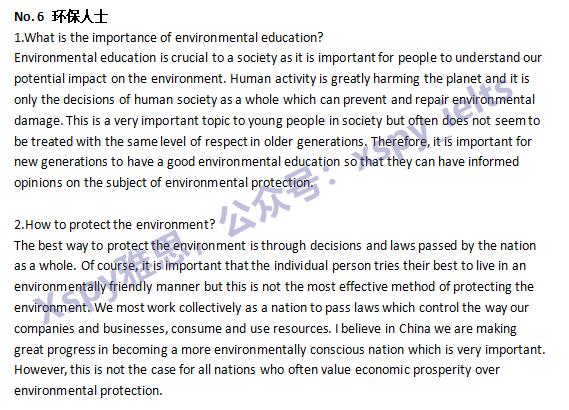 No. 6 环保人士
1.What is the importance of environmental education?
Environmental education is crucial to a society as it is important for people to understand our
potential impact on the environment. Human activity is greatly harming the planet and it is
only the decisions of human society as a whole which can prevent and repair environmental
damage. This is a very important topic to young people in society but often does not seem to
be treated with the same level of respect in older generations. Therefore, it is important for
new generations to have a good environmental education so that they can have informed
opinions on the subject of environmental protection.
2.How to protect the environment?
The best way to protect the environment is through decisions and laws passed by the nation
as a whole. Of course, it is important that the individual person tries their best to live in an
environmentally friendly manner but this is not the most effective method of protecting the
environment. We most work collectively as a nation to pass laws which control the way our
companies and businesses, consume and use resources. I believe in China we are making
great progress in becoming a more environmentally conscious nation which is very important.
However, this is not the case for all nations who often value economic prosperity over
environmental protection.
Xspy雅思，公众号：xspy_ielts